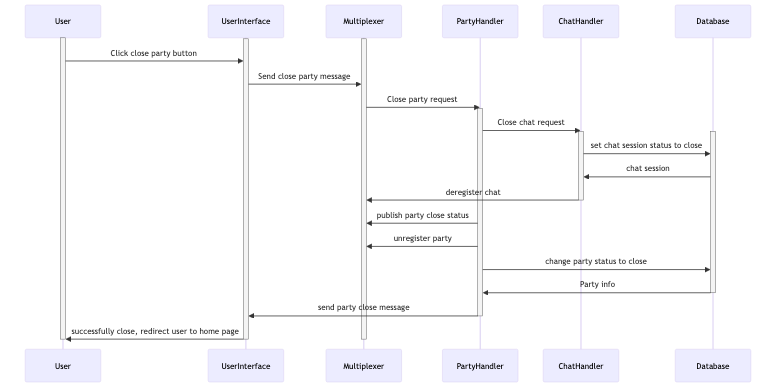 User UserInterface Multiplexer PartyHandler ChatHandler Database
Click close party button
Send close party message
Close party request
Close chat request
set chat session status to close
chat session
deregister chat
publish party close status
unregister party
change party status to close
Party info
send party close message
successfully close, redirect user to home page
User UserInterface Multiplexer PartyHandler ChatHandler Database